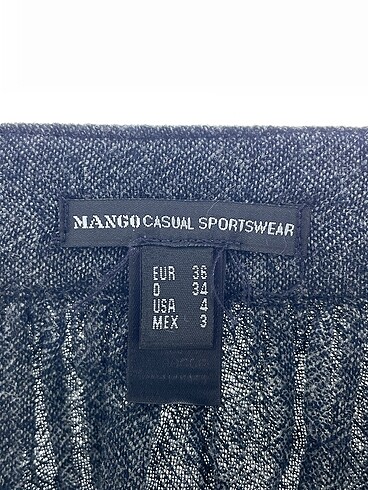 MANGO CASUAL SPORTSWEAR
EUR 36
D 34
USA 4
MEX 3